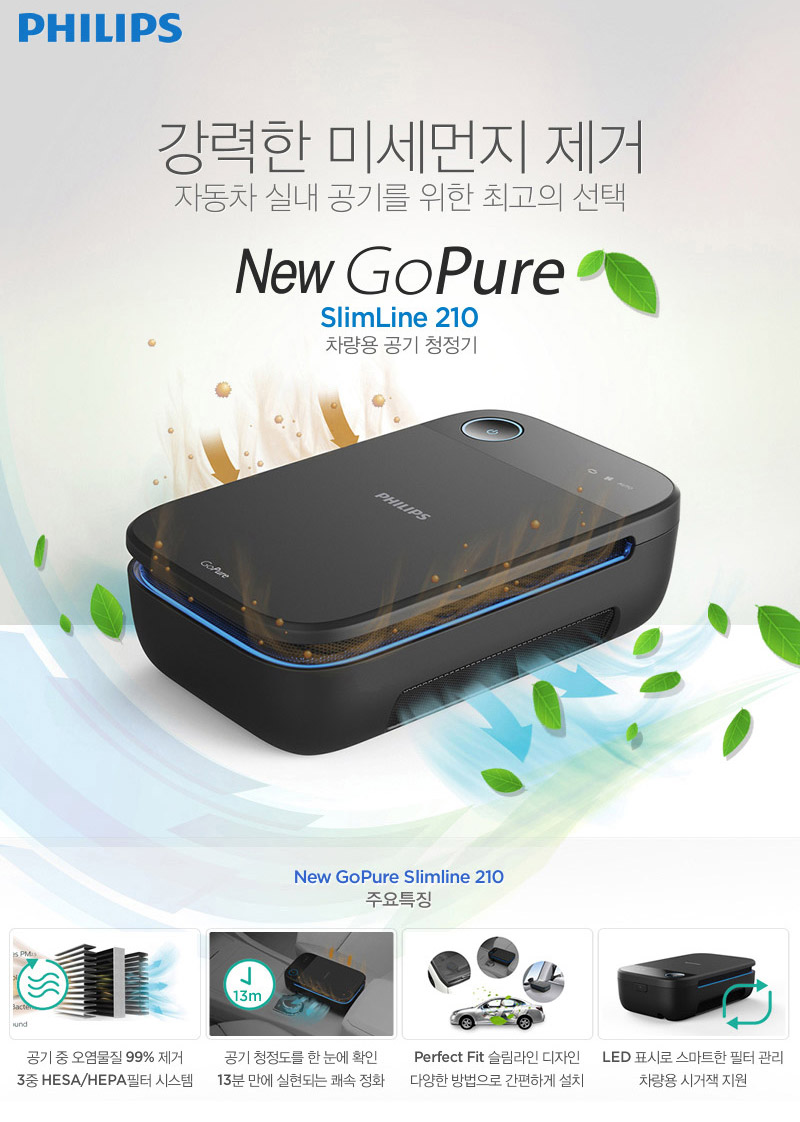 PHILIPS
강력한 미세먼지 제거
자동차 실내 공기를 위한 최고의 선택
New GoPure
SlimLine 210
차량용 공기 청정기
PHILIPS
GoPure
New GoPure Slimline 210
주요특징
13m
공기 중 오염물질 99% 제거
3중 HESA/HEPA필터 시스템
공기 청정도를 한 눈에 확인
13분 만에 실현되는 쾌속 정화
Perfect Fit 슬림라인 디자인
다양한 방법으로 간편하게 설치
LED 표시로 스마트한 필터 관리
차량용 시거잭 지원